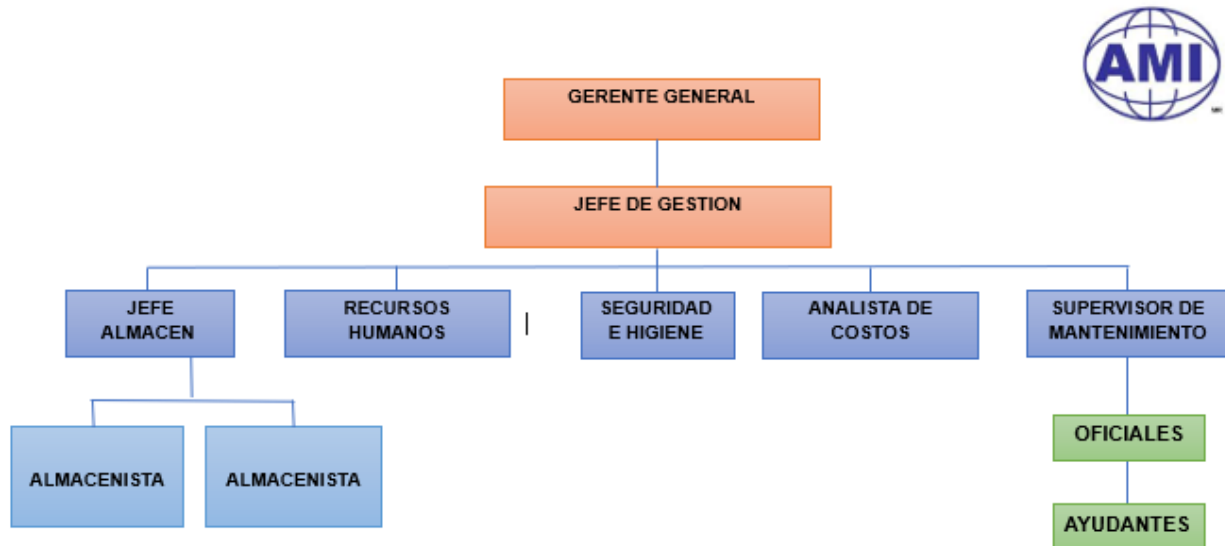 AMI
GERENTE GENERAL
JEFE DE GESTION
JEFE
ALMACEN
RECURSOS
HUMANOS
SEGURIDAD
E HIGIENE
ANALISTA DE
COSTOS
SUPERVISOR DE
MANTENIMIENTO
ALMACENISTA
ALMACENISTA
OFICIALES
AYUDANTES